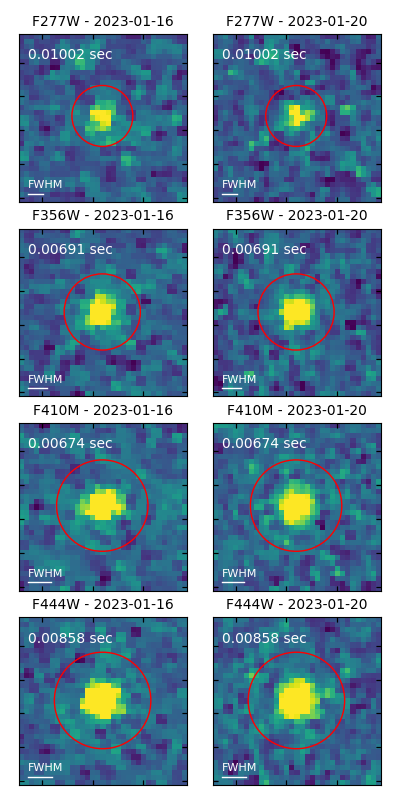 F277W - 2023-01-16
F277W - 2023-01-20
0.01002 sec
0.01002 sec
FWHM
FWHM
F356W - 2023-01-16
F356W - 2023-01-20
0.00691 sec
0.00691 sec
FWHM
FWHM
F410M - 2023-01-16
F410M - 2023-01-20
0.00674 sec
0.00674 sec
FWHM
FWHM
F444W - 2023-01-16
F444W - 2023-01-20
0.00858 sec
0.00858 sec
FWHM
FWHM